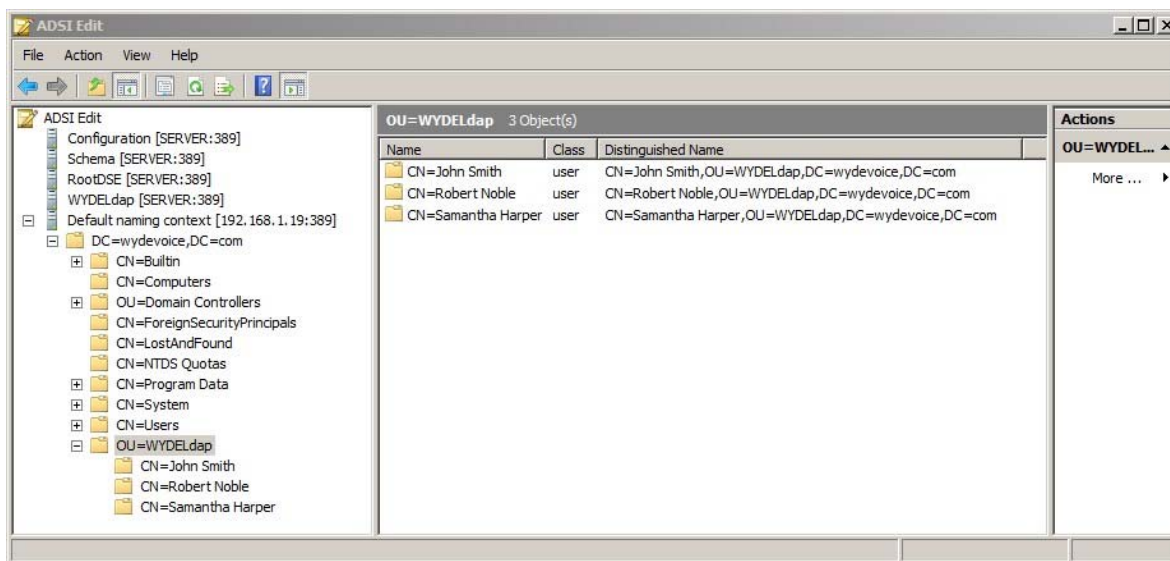 ADSI Edit
File Action View Help
ADSI Edit
Configuration [SERVER:389]
Schema [SERVER:389]
RootDSE [SERVER:389]
WYDELdap [SERVER:389]
Default naming context [192.168.1.19:389]
DC=wydevoice,DC=com
CN=Builtin
CN=Computers
OU=Domain Controllers
CN=ForeignSecurityPrincipals
CN=LostAndFound
CN=NTDS Quotas
CN=Program Data
CN=System
CN=Users
OU=WYDELdap
CN=John Smith
CN=Robert Noble
CN=Samantha Harper
OU=WYDELdap 3 Object(s)
Name Class Distinguished Name
CN=John Smith user CN=John Smith,OU=WYDELdap,DC=wydevoice,DC=com
CN=Robert Noble user CN=Robert Noble,OU=WYDELdap,DC=wydevoice,DC=com
CN=Samantha Harper user CN=Samantha Harper,OU=WYDELdap,DC=wydevoice,DC=com
Actions
OU=WYDEL...
More ...